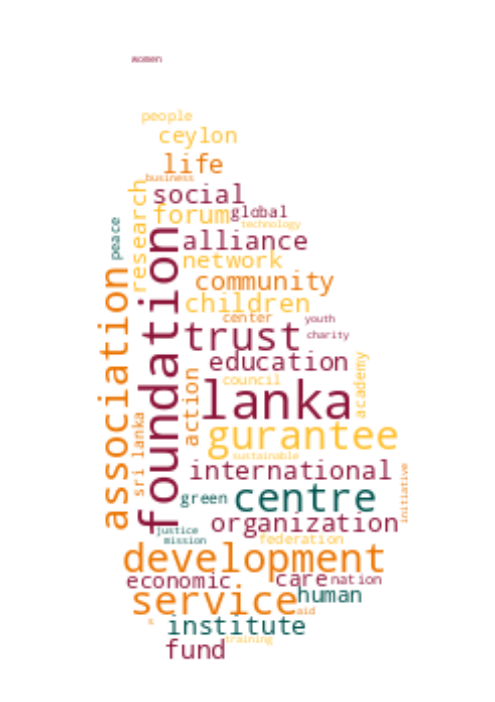 women
people
ceylon
life
business
social
research
forum
global
technology
peace
alliance
network
community
children
center
youth
foundation
association
trust
charity
education
council
academy
action
lanka
sri lanka
gurantee
sustainable
international
initiative
green
centre
organization
justice
mission
federation
development
economic
care
nation
service
human
aid
s
institute
training
fund